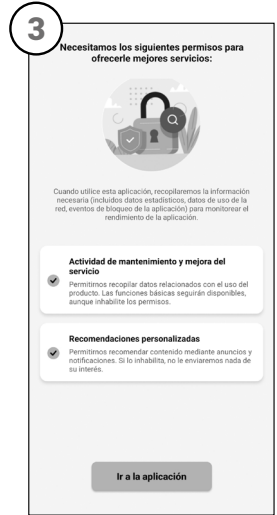 3
Necesitamos los siguientes permisos para
ofrecerle mejores servicios:
Cuando utilice esta aplicación, recopilaremos la información
necesaria (incluidos datos estadísticos, datos de uso de la
red, eventos de bloqueo de la aplicación) para monitorear el
rendimiento de la aplicación.
Actividad de mantenimiento y mejora del
servicio
Permitirnos recopilar datos relacionados con el uso del
producto. Las funciones básicas seguirán disponibles,
aunque inhabilite los permisos.
Recomendaciones personalizadas
Permitirnos recomendar contenido mediante anuncios y
notificaciones. Si lo inhabilita, no le enviaremos nada de
su interés.
Ir a la aplicación